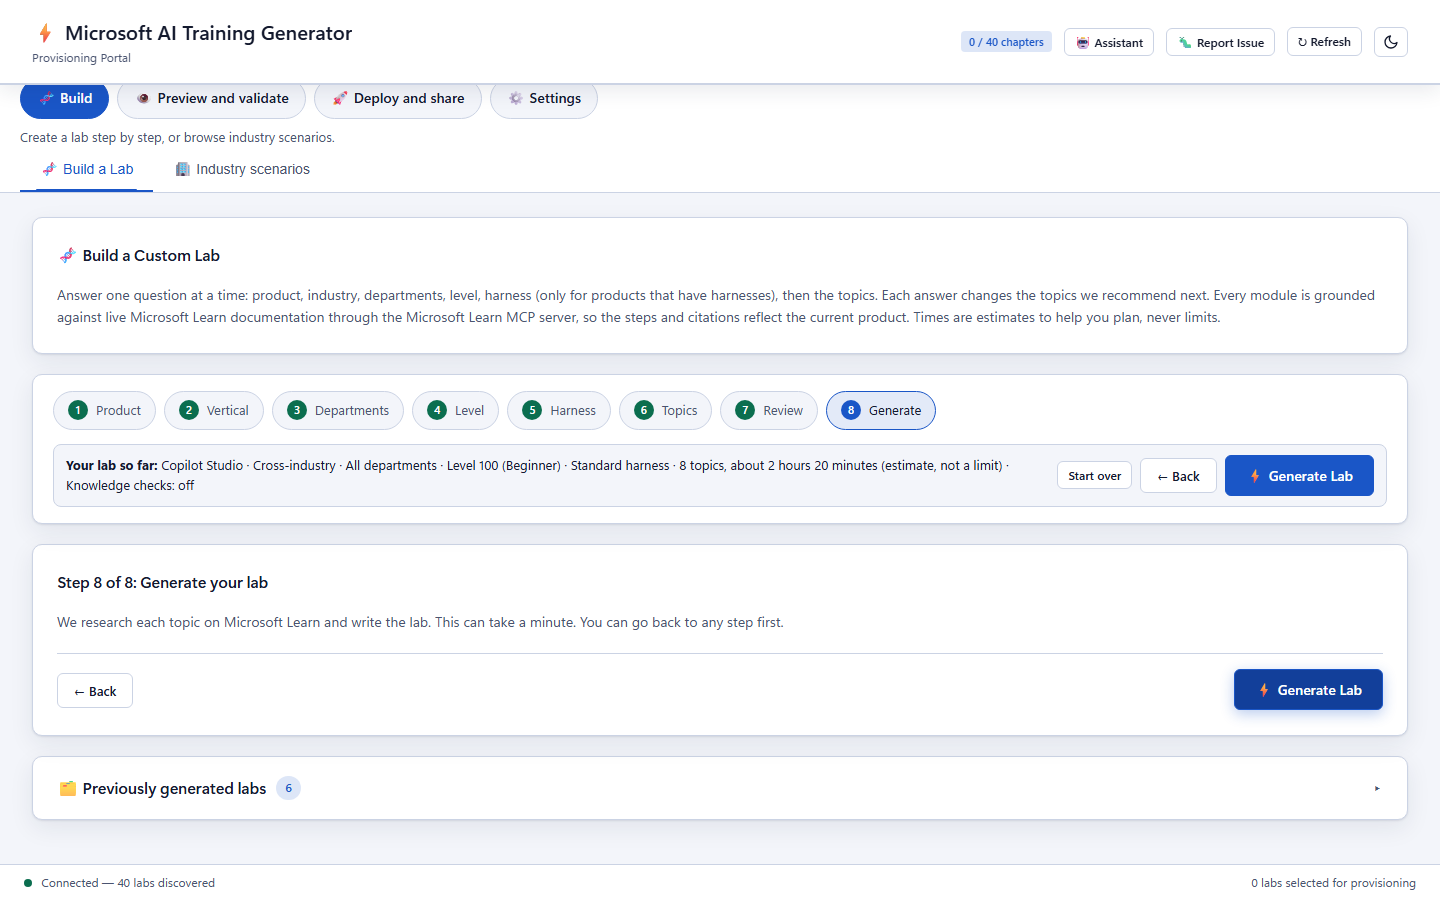 Microsoft AI Training Generator
Provisioning Portal
0 / 40 chapters
Assistant
Report Issue
↻ Refresh
Build
Preview and validate
Deploy and share
Settings
Create a lab step by step, or browse industry scenarios.
Build a Lab
Industry scenarios
Build a Custom Lab
Answer one question at a time: product, industry, departments, level, harness (only for products that have harnesses), then the topics. Each answer changes the topics we recommend next. Every module is grounded
against live Microsoft Learn documentation through the Microsoft Learn MCP server, so the steps and citations reflect the current product. Times are estimates to help you plan, never limits.
1 Product
2 Vertical
3 Departments
4 Level
5 Harness
6 Topics
7 Review
8 Generate
Your lab so far: Copilot Studio · Cross-industry · All departments · Level 100 (Beginner) · Standard harness · 8 topics, about 2 hours 20 minutes (estimate, not a limit) ·
Knowledge checks: off
Start over
← Back
Generate Lab
Step 8 of 8: Generate your lab
We research each topic on Microsoft Learn and write the lab. This can take a minute. You can go back to any step first.
← Back
Generate Lab
Previously generated labs 6
Connected — 40 labs discovered
0 labs selected for provisioning